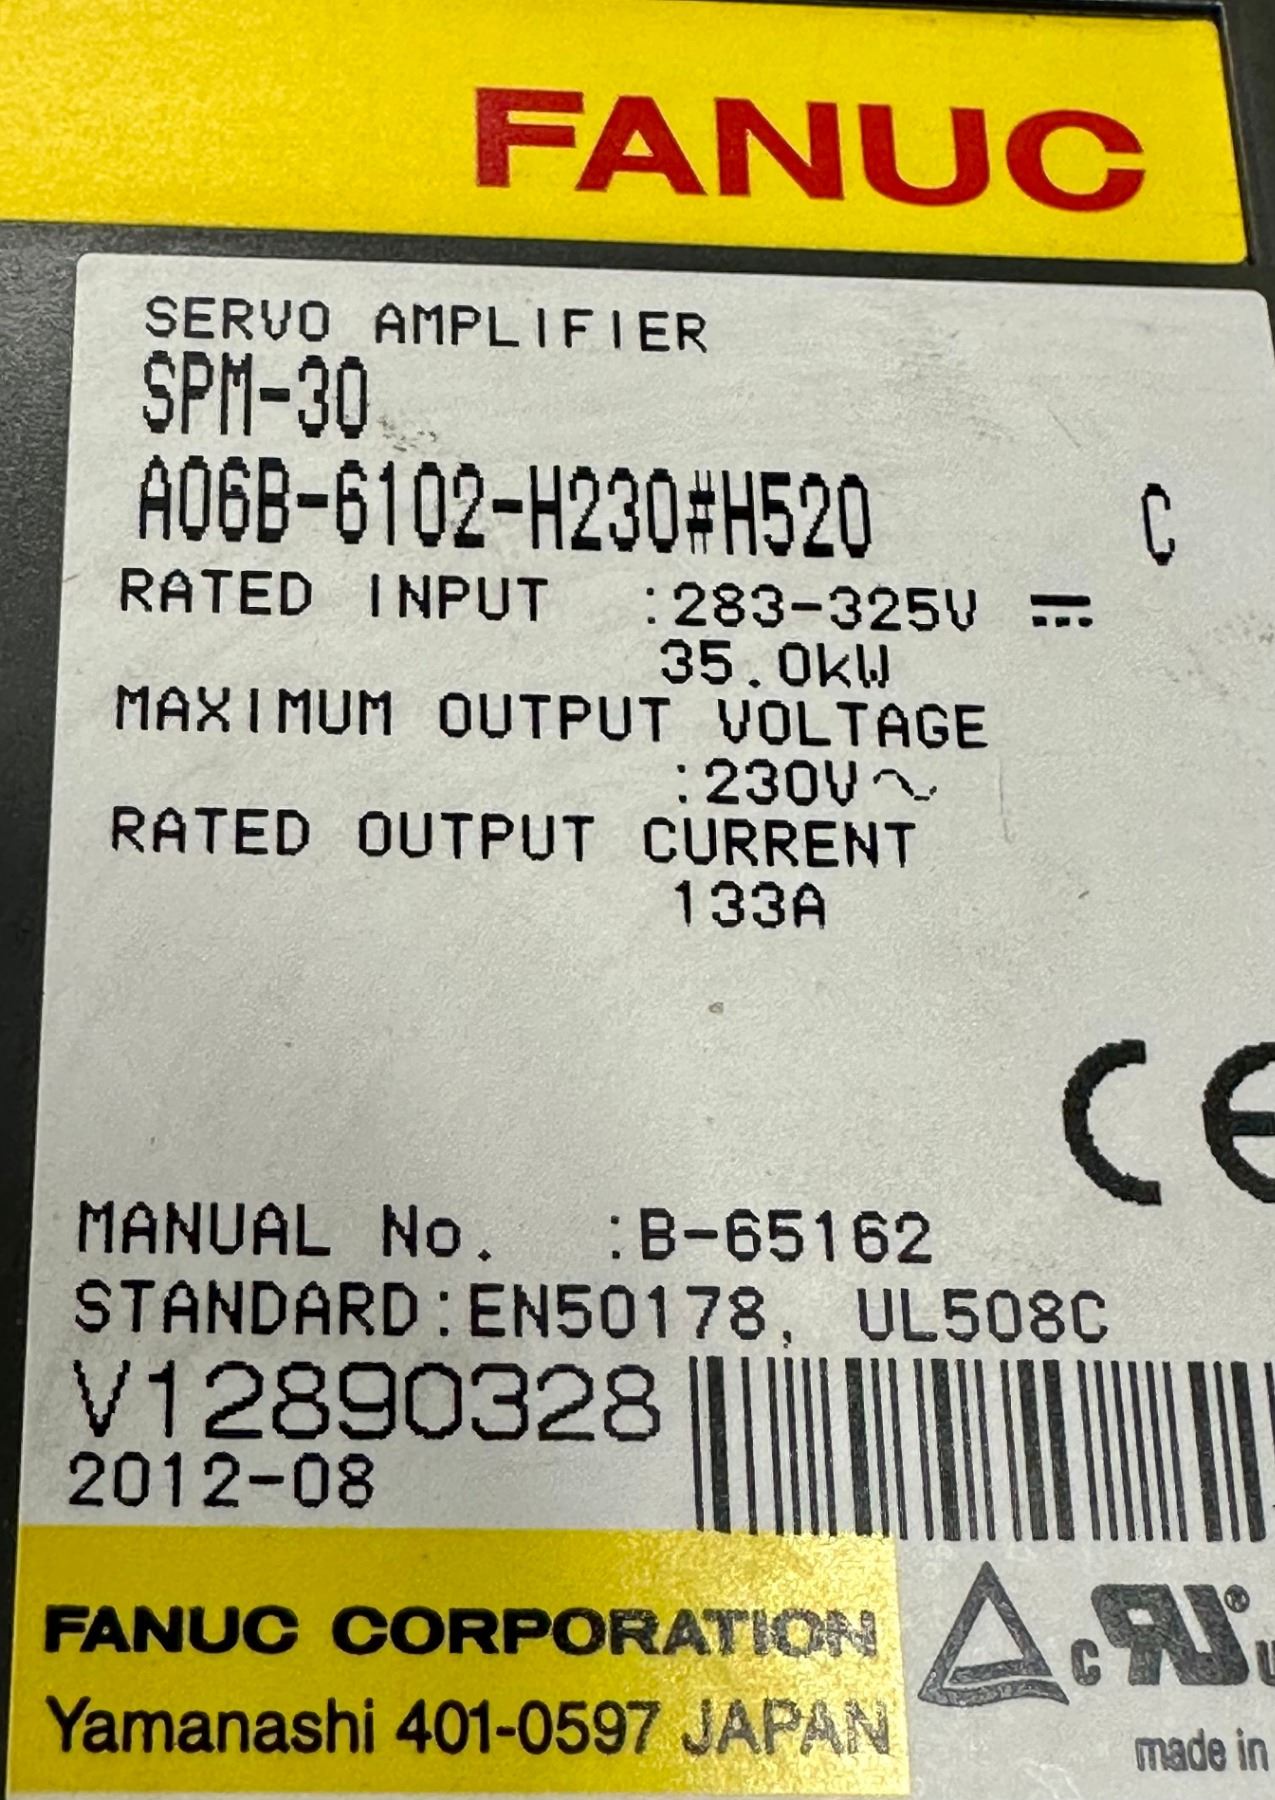 FANUC
SERVO AMPLIFIER
SPM-30
A06B-6102-H230#H520 C
RATED INPUT :283-325V ⎓
35.0kW
MAXIMUM OUTPUT VOLTAGE
:230V～
RATED OUTPUT CURRENT
133A
CE
MANUAL No. :B-65162
STANDARD:EN50178, UL508C
V12890328
2012-08
FANUC CORPORATION
Yamanashi 401-0597 JAPAN
c RU® u
made in